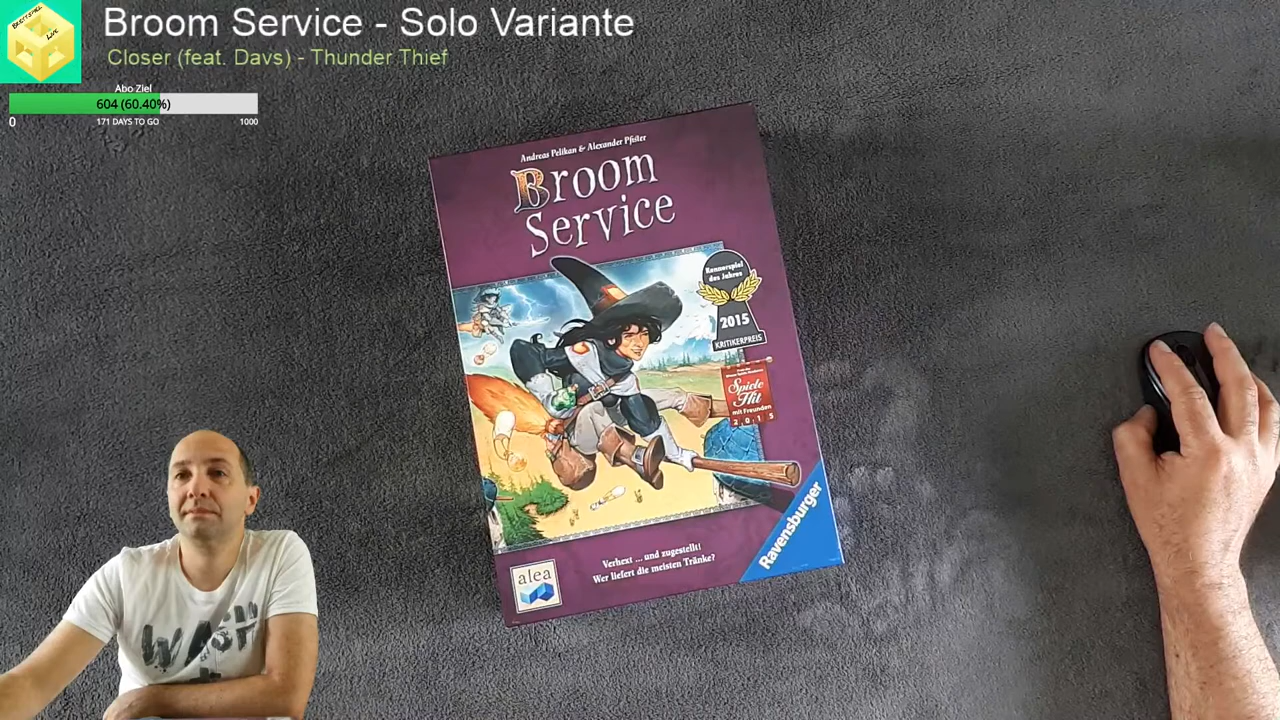 BRETTSPIEL
LIVE
Broom Service - Solo Variante
Closer (feat. Davs) - Thunder Thief
Abo Ziel
604 (60.40%)
0
171 DAYS TO GO
1000
Andreas Pelikan & Alexander Pfister
Broom
Service
Kennerspiel
des Jahres
2015
KRITIKERPREIS
Spiele
Hit
mit Freunden
2015
Ravensburger
Verhext ... und zugestellt!
Wer liefert die meisten Tränke?
alea
WASH